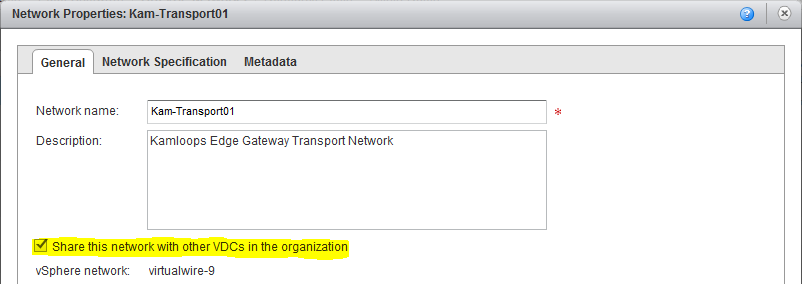 Network Properties: Kam-Transport01
General Network Specification Metadata
Network name: Kam-Transport01 *
Description: Kamloops Edge Gateway Transport Network
Share this network with other VDCs in the organization
vSphere network: virtualwire-9